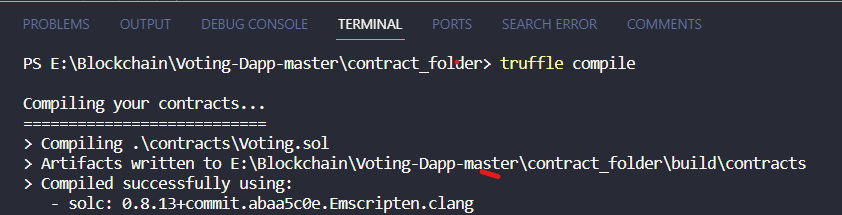 PROBLEMS OUTPUT DEBUG CONSOLE TERMINAL PORTS SEARCH ERROR COMMENTS
PS E:\Blockchain\Voting-Dapp-master\contract_folder> truffle compile
Compiling your contracts...
===========================
> Compiling .\contracts\Voting.sol
> Artifacts written to E:\Blockchain\Voting-Dapp-master\contract_folder\build\contracts
> Compiled successfully using:
- solc: 0.8.13+commit.abaa5c0e.Emscripten.clang